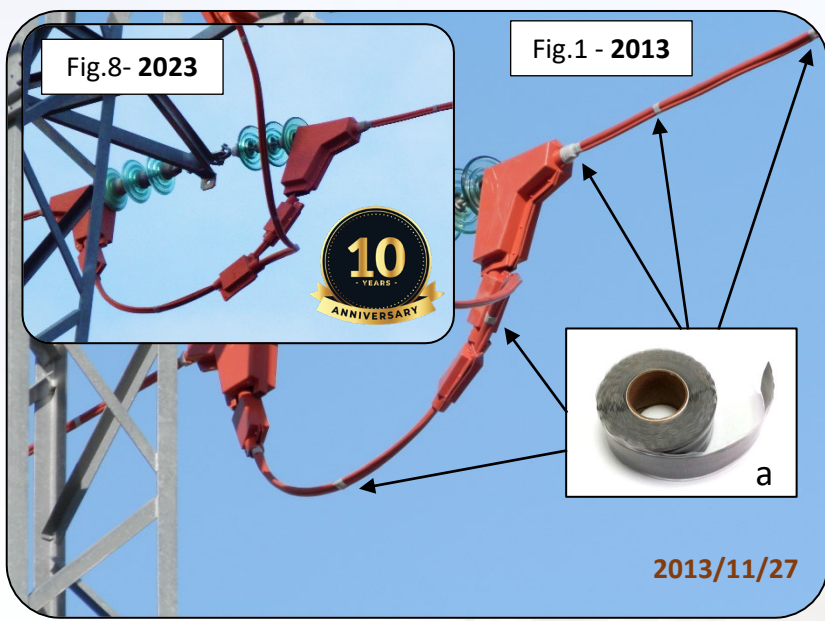 Fig.8- 2023
Fig.1 - 2013
10
- YEARS -
ANNIVERSARY
a
2013/11/27